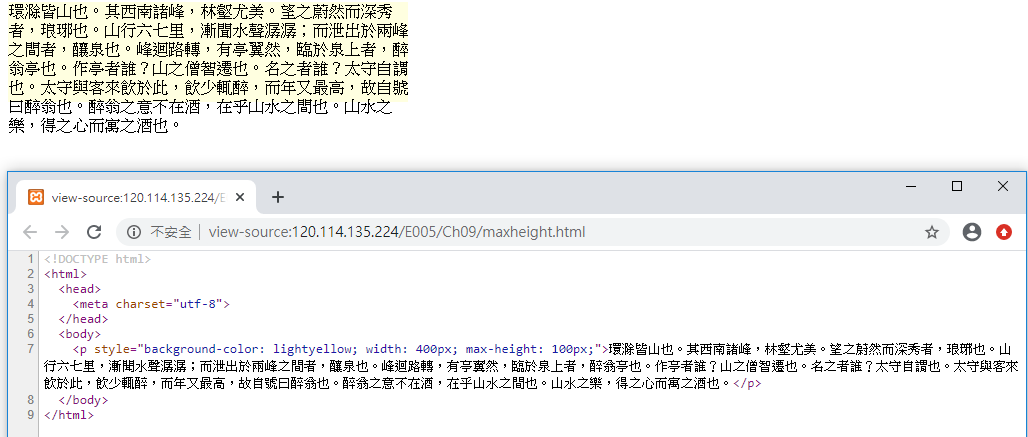 環滁皆山也。其西南諸峰，林壑尤美。望之蔚然而深秀
者，琅琊也。山行六七里，漸聞水聲潺潺；而泄出於兩峰
之間者，釀泉也。峰迴路轉，有亭翼然，臨於泉上者，醉
翁亭也。作亭者誰？山之僧智遷也。名之者誰？太守自謂
也。太守與客來飲於此，飲少輒醉，而年又最高，故自號
曰醉翁也。醉翁之意不在酒，在乎山水之間也。山水之
樂，得之心而寓之酒也。
view-source:120.114.135.224/E
不安全 | view-source:120.114.135.224/E005/Ch09/maxheight.html
1 <!DOCTYPE html>
2 <html>
3 <head>
4 <meta charset="utf-8">
5 </head>
6 <body>
7 <p style="background-color: lightyellow; width: 400px; max-height: 100px;">環滁皆山也。其西南諸峰，林壑尤美。望之蔚然而深秀者，琅琊也。山
行六七里，漸聞水聲潺潺；而泄出於兩峰之間者，釀泉也。峰迴路轉，有亭翼然，臨於泉上者，醉翁亭也。作亭者誰？山之僧智遷也。名之者誰？太守自謂也。太守與客來
飲於此，飲少輒醉，而年又最高，故自號曰醉翁也。醉翁之意不在酒，在乎山水之間也。山水之樂，得之心而寓之酒也。</p>
8 </body>
9 </html>